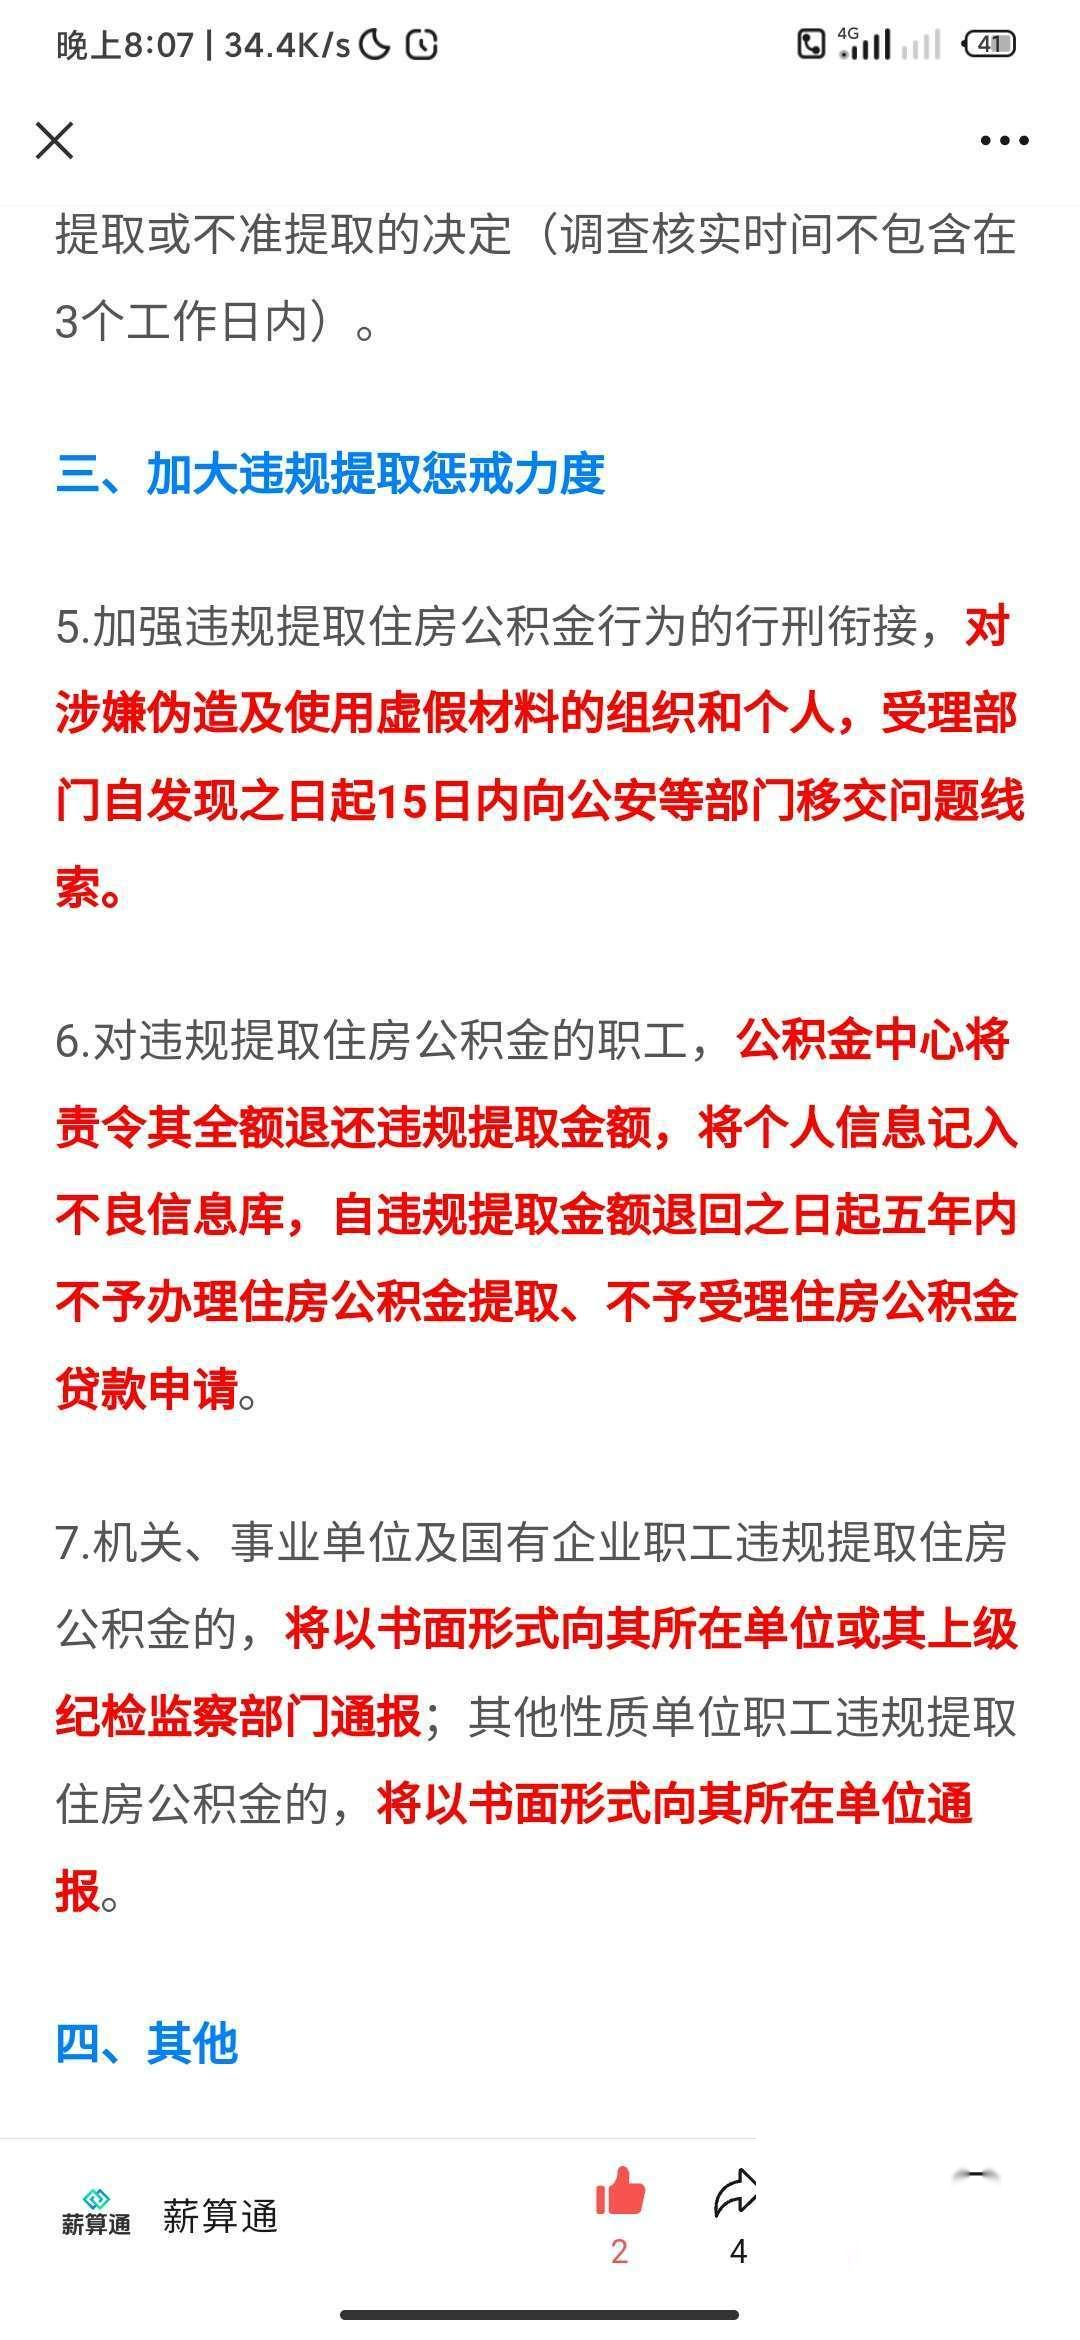 晚上8:07 | 34.4K/s
4G
41
提取或不准提取的决定（调查核实时间不包含在
3个工作日内）。
三、加大违规提取惩戒力度
5.加强违规提取住房公积金行为的行刑衔接，对
涉嫌伪造及使用虚假材料的组织和个人，受理部
门自发现之日起15日内向公安等部门移交问题线
索。
6.对违规提取住房公积金的职工，公积金中心将
责令其全额退还违规提取金额，将个人信息记入
不良信息库，自违规提取金额退回之日起五年内
不予办理住房公积金提取、不予受理住房公积金
贷款申请。
7.机关、事业单位及国有企业职工违规提取住房
公积金的，将以书面形式向其所在单位或其上级
纪检监察部门通报；其他性质单位职工违规提取
住房公积金的，将以书面形式向其所在单位通
报。
四、其他
薪算通
薪算通
2
4